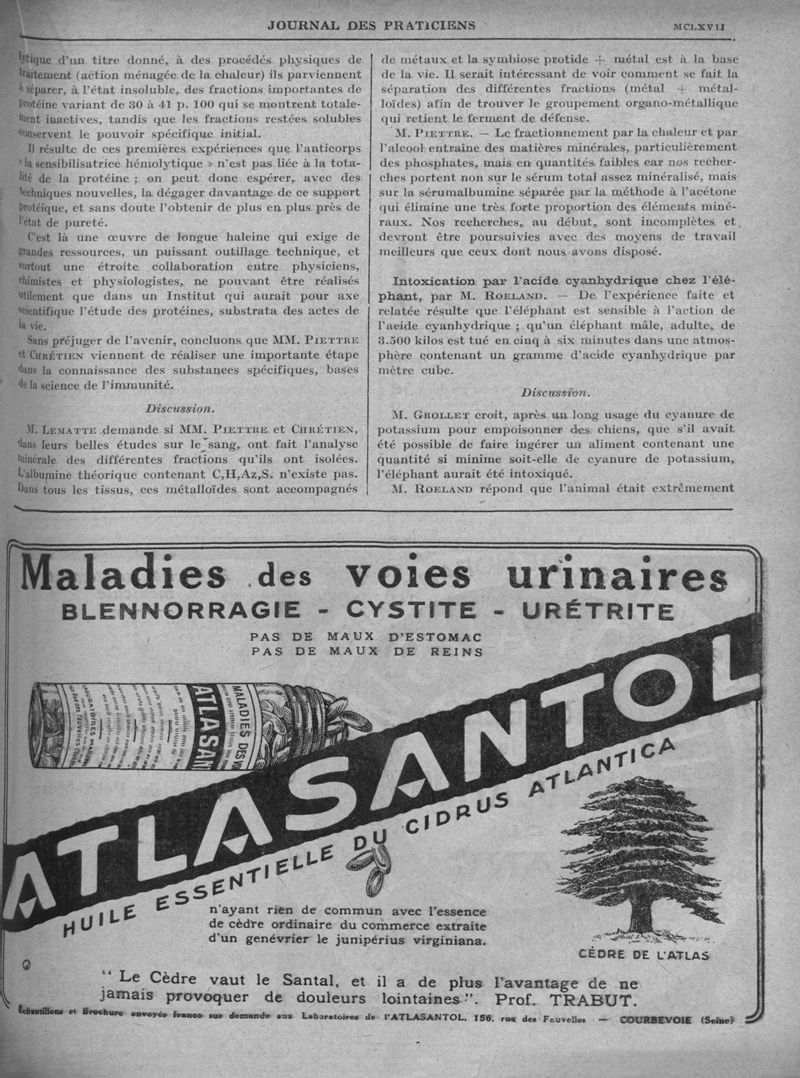 JOURNAL DES PRATICIENS
MCLXVII
lytique d'un titre donné, à des procédés physiques de
traitement (action ménagée de la chaleur) ils parviennent
à séparer, à l'état insoluble, des fractions importantes de
protéine variant de 30 à 41 p. 100 qui se montrent totale-
ment inactives, tandis que les fractions restées solubles
conservent le pouvoir spécifique initial.
Il résulte de ces premières expériences que l'anticorps
« la sensibilisatrice hémolytique » n'est pas liée à la tota-
lité de la protéine ; on peut donc espérer, avec des
techniques nouvelles, la dégager davantage de ce support
protéique, et sans doute l'obtenir de plus en plus près de
l'état de pureté.
C'est là une œuvre de longue haleine qui exige de
grandes ressources, un puissant outillage technique, et
surtout une étroite collaboration entre physiciens,
chimistes et physiologistes, ne pouvant être réalisés
utilement que dans un Institut qui aurait pour axe
scientifique l'étude des protéines, substrata des actes de
la vie.
Sans préjuger de l'avenir, concluons que MM. PIETTRE
et CHRÉTIEN viennent de réaliser une importante étape
dans la connaissance des substances spécifiques, bases
de la science de l'immunité.
Discussion.
M. LEMATTE demande si MM. PIETTRE et CHRÉTIEN,
dans leurs belles études sur le sang, ont fait l'analyse
minérale des différentes fractions qu'ils ont isolées.
L'albumine théorique contenant C,H,Az,S. n'existe pas.
Dans tous les tissus, ces métalloïdes sont accompagnés
de métaux et la symbiose protide + métal est à la base
de la vie. Il serait intéressant de voir comment se fait la
séparation des différentes fractions (métal + métal-
loïdes) afin de trouver le groupement organo-métallique
qui retient le ferment de défense.
M. PIETTRE. — Le fractionnement par la chaleur et par
l'alcool entraîne des matières minérales, particulièrement
des phosphates, mais en quantités faibles car nos recher-
ches portent non sur le sérum total assez minéralisé, mais
sur la sérumalbumine séparée par la méthode à l'acétone
qui élimine une très forte proportion des éléments miné-
raux. Nos recherches, au début, sont incomplètes et
devront être poursuivies avec des moyens de travail
meilleurs que ceux dont nous avons disposé.
Intoxication par l'acide cyanhydrique chez l'élé-
phant, par M. ROELAND. — De l'expérience faite et
relatée résulte que l'éléphant est sensible à l'action de
l'acide cyanhydrique ; qu'un éléphant mâle, adulte, de
3.500 kilos est tué en cinq à six minutes dans une atmos-
phère contenant un gramme d'acide cyanhydrique par
mètre cube.
Discussion.
M. GROLLET croit, après un long usage du cyanure de
potassium pour empoisonner des chiens, que s'il avait
été possible de faire ingérer un aliment contenant une
quantité si minime soit-elle de cyanure de potassium,
l'éléphant aurait été intoxiqué.
M. ROELAND répond que l'animal était extrêmement
Maladies des voies urinaires
BLENNORRAGIE - CYSTITE - URÉTRITE
PAS DE MAUX D'ESTOMAC
PAS DE MAUX DE REINS
MALADIES DES
ATLASAN
ATLASANTOL
HUILE ESSENTIELLE DU CIDRUS ATLANTICA
n'ayant rien de commun avec l'essence
de cèdre ordinaire du commerce extraite
d'un genévrier le junipérius virginiana.
CÈDRE DE L'ATLAS
“ Le Cèdre vaut le Santal, et il a de plus l'avantage de ne
jamais provoquer de douleurs lointaines”. Prof. TRABUT.
Échantillons et Brochure envoyés franco sur demande aux Laboratoires de l'ATLASANTOL, 156, rue des Fauvelles — COURBEVOIE (Seine)